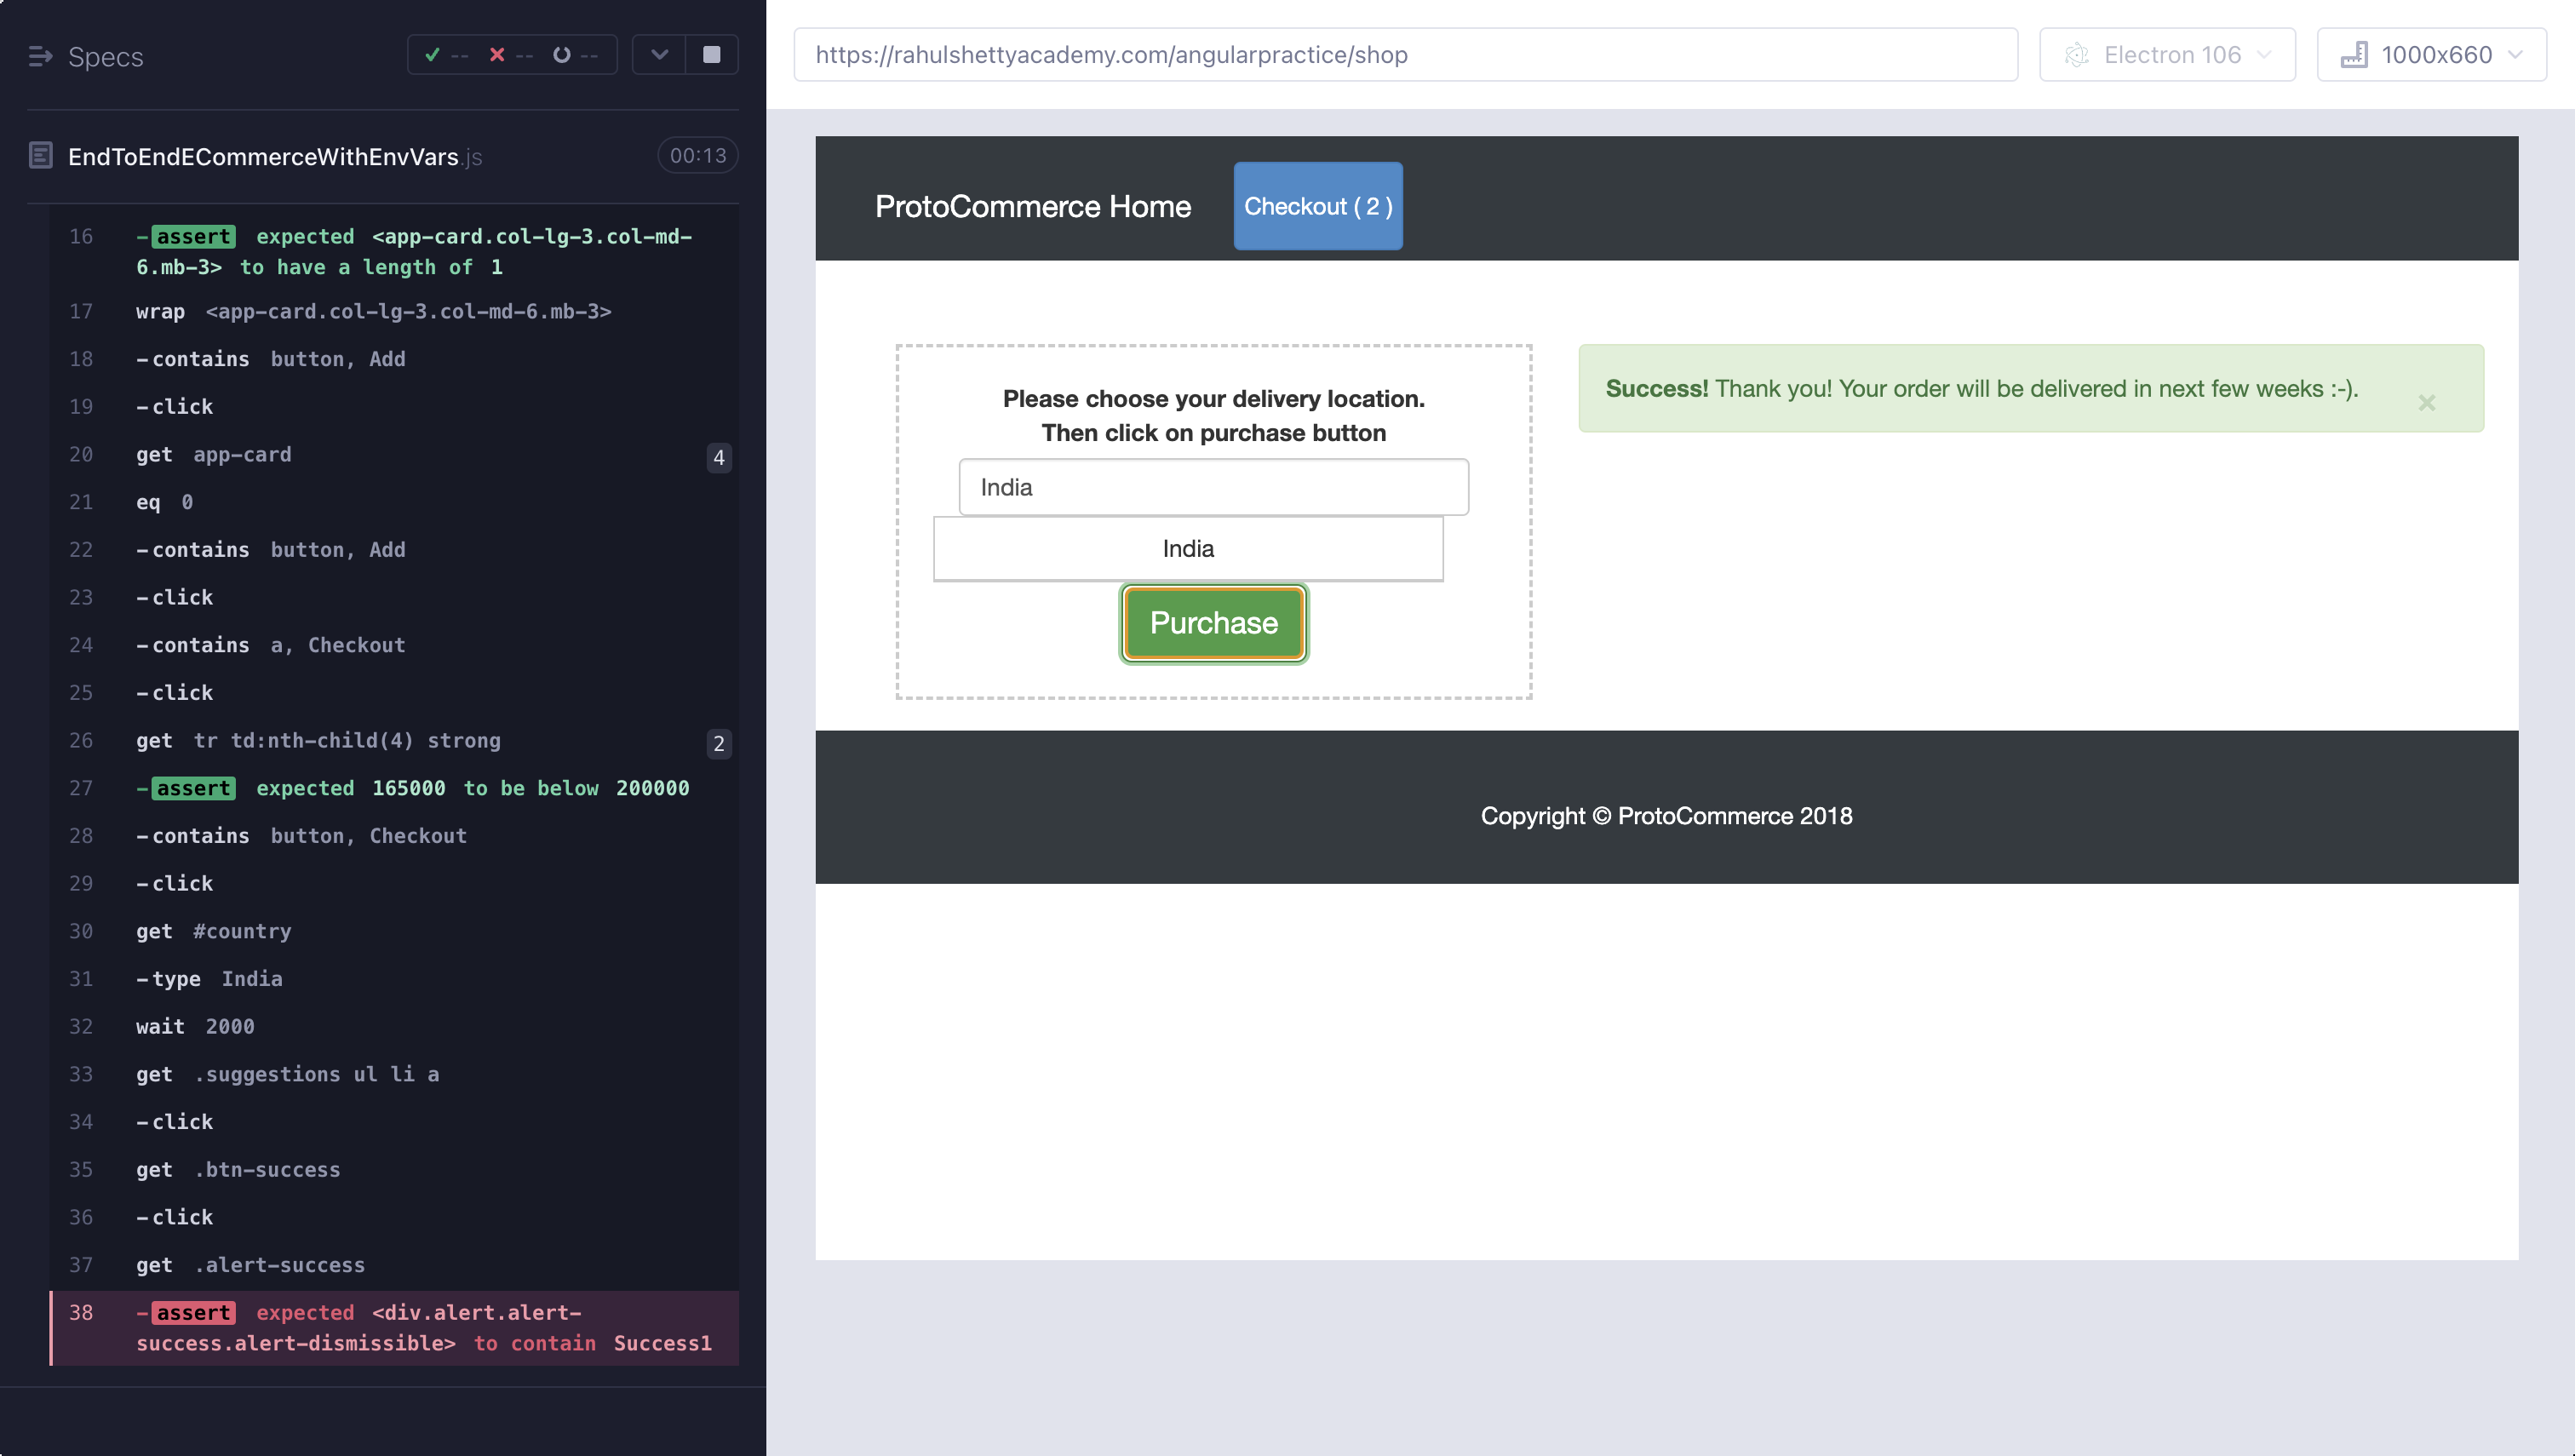 Specs
-- -- --
EndToEndECommerceWithEnvVars.js 00:13
16 -assert expected <app-card.col-lg-3.col-md-
6.mb-3> to have a length of 1
17 wrap <app-card.col-lg-3.col-md-6.mb-3>
18 -contains button, Add
19 -click
20 get app-card 4
21 eq 0
22 -contains button, Add
23 -click
24 -contains a, Checkout
25 -click
26 get tr td:nth-child(4) strong 2
27 -assert expected 165000 to be below 200000
28 -contains button, Checkout
29 -click
30 get #country
31 -type India
32 wait 2000
33 get .suggestions ul li a
34 -click
35 get .btn-success
36 -click
37 get .alert-success
38 -assert expected <div.alert.alert-
success.alert-dismissible> to contain Success1
https://rahulshettyacademy.com/angularpractice/shop
Electron 106
1000x660
ProtoCommerce Home
Checkout ( 2 )
Please choose your delivery location.
Then click on purchase button
India
India
Purchase
Success! Thank you! Your order will be delivered in next few weeks :-).
×
Copyright © ProtoCommerce 2018